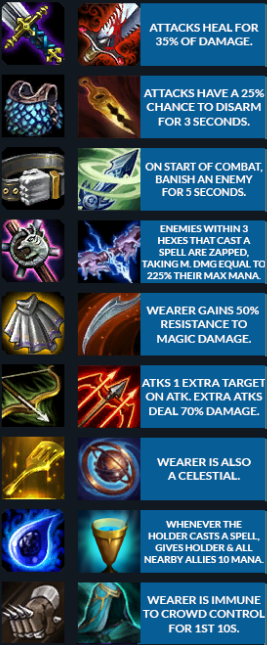 ATTACKS HEAL FOR
35% OF DAMAGE.
ATTACKS HAVE A 25%
CHANCE TO DISARM
FOR 3 SECONDS.
ON START OF COMBAT,
BANISH AN ENEMY
FOR 5 SECONDS.
ENEMIES WITHIN 3
HEXES THAT CAST A
SPELL ARE ZAPPED,
TAKING M. DMG EQUAL TO
225% THEIR MAX MANA.
WEARER GAINS 50%
RESISTANCE TO
MAGIC DAMAGE.
ATKS 1 EXTRA TARGET
ON ATK. EXTRA ATKS
DEAL 70% DAMAGE.
WEARER IS ALSO
A CELESTIAL.
WHENEVER THE
HOLDER CASTS A SPELL,
GIVES HOLDER & ALL
NEARBY ALLIES 10 MANA.
WEARER IS IMMUNE
TO CROWD CONTROL
FOR 1ST 10S.